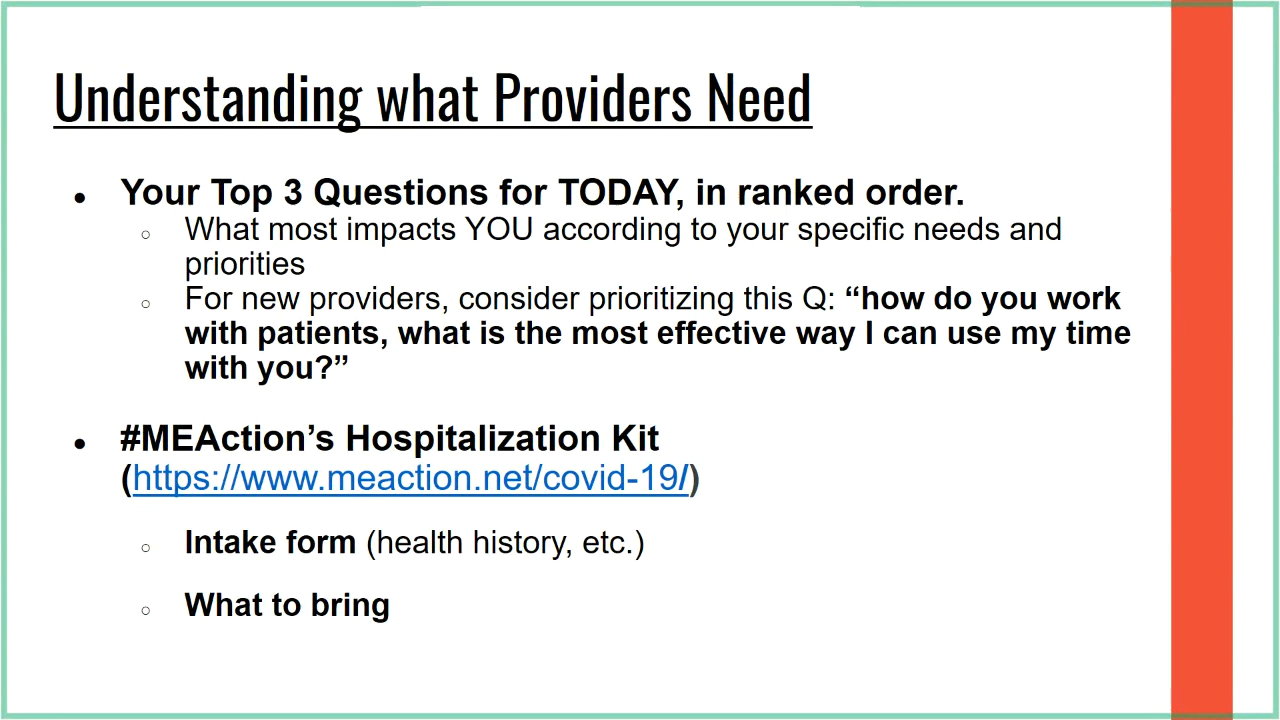 Understanding what Providers Need
● Your Top 3 Questions for TODAY, in ranked order.
○ What most impacts YOU according to your specific needs and
priorities
○ For new providers, consider prioritizing this Q: “how do you work
with patients, what is the most effective way I can use my time
with you?”
● #MEAction’s Hospitalization Kit
(https://www.meaction.net/covid-19/)
○ Intake form (health history, etc.)
○ What to bring